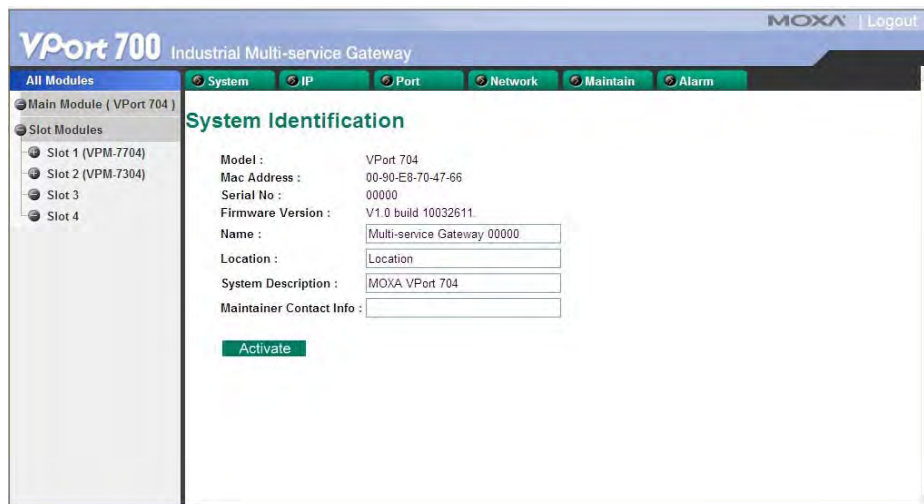 MOXA | Logout
VPort 700 Industrial Multi-service Gateway
All Modules
System IP Port Network Maintain Alarm
Main Module ( VPort 704 )
Slot Modules
Slot 1 (VPM-7704)
Slot 2 (VPM-7304)
Slot 3
Slot 4
System Identification
Model : VPort 704
Mac Address : 00-90-E8-70-47-66
Serial No : 00000
Firmware Version : V1.0 build 10032611.
Name : Multi-service Gateway 00000
Location : Location
System Description : MOXA VPort 704
Maintainer Contact Info :
Activate